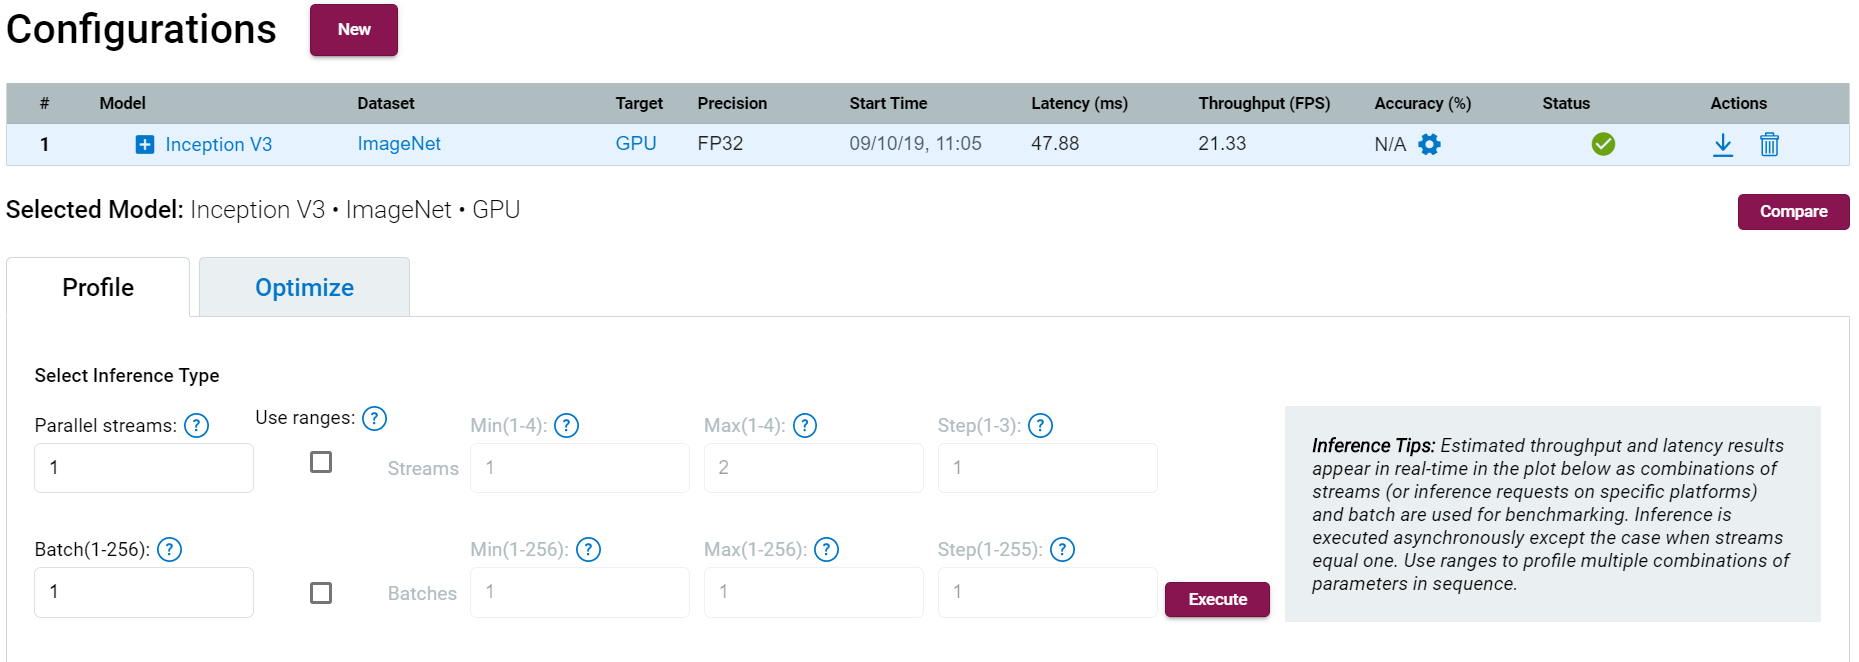 Configurations New
# Model Dataset Target Precision Start Time Latency (ms) Throughput (FPS) Accuracy (%) Status Actions
1 Inception V3 ImageNet GPU FP32 09/10/19, 11:05 47.88 21.33 N/A
Selected Model: Inception V3 • ImageNet • GPU Compare
Profile Optimize
Select Inference Type
Parallel streams: ? Use ranges: ? Min(1-4): ? Max(1-4): ? Step(1-3): ?
1 Streams 1 2 1
Batch(1-256): ? Min(1-256): ? Max(1-256): ? Step(1-255): ?
1 Batches 1 1 1 Execute
Inference Tips: Estimated throughput and latency results
appear in real-time in the plot below as combinations of
streams (or inference requests on specific platforms)
and batch are used for benchmarking. Inference is
executed asynchronously except the case when streams
equal one. Use ranges to profile multiple combinations of
parameters in sequence.